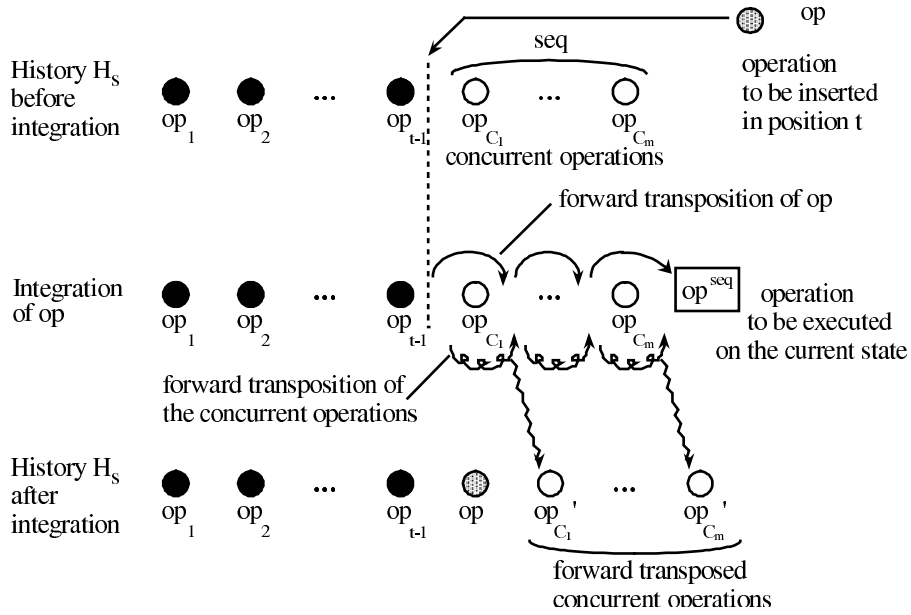 op
seq
History H_S
before
integration
operation
to be inserted
in position t
...
...
op_1
op_2
op_t-1
op_C1
op_Cm
concurrent operations
forward transposition of op
Integration
of op
...
...
op^seq
operation
to be executed
on the current state
op_1
op_2
op_t-1
op_C1
op_Cm
forward transposition of
the concurrent operations
History H_S
after
integration
...
...
op_1
op_2
op_t-1
op
op_C1'
op_Cm'
forward transposed
concurrent operations